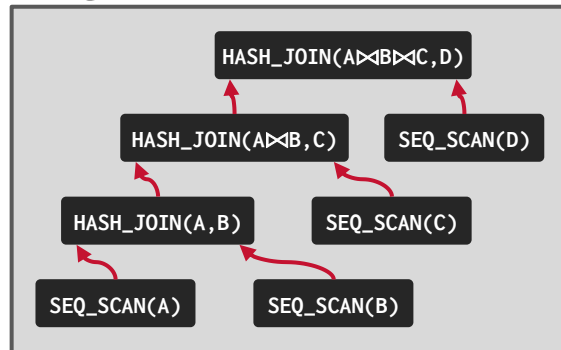 HASH_JOIN(A⨝B⨝C,D)
HASH_JOIN(A⨝B,C)
SEQ_SCAN(D)
HASH_JOIN(A,B)
SEQ_SCAN(C)
SEQ_SCAN(A)
SEQ_SCAN(B)